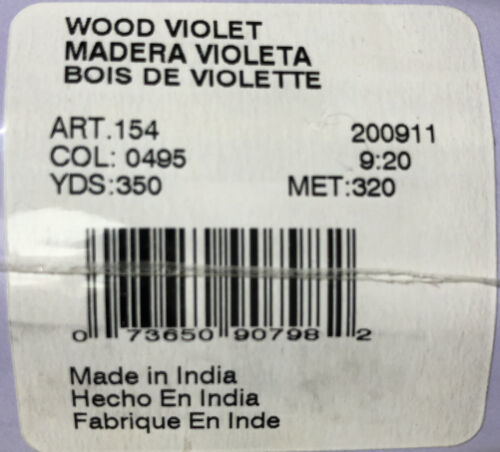 WOOD VIOLET
MADERA VIOLETA
BOIS DE VIOLETTE
ART.154 200911
COL: 0495 9:20
YDS:350 MET:320
0 73650 90798 2
Made in India
Hecho En India
Fabrique En Inde